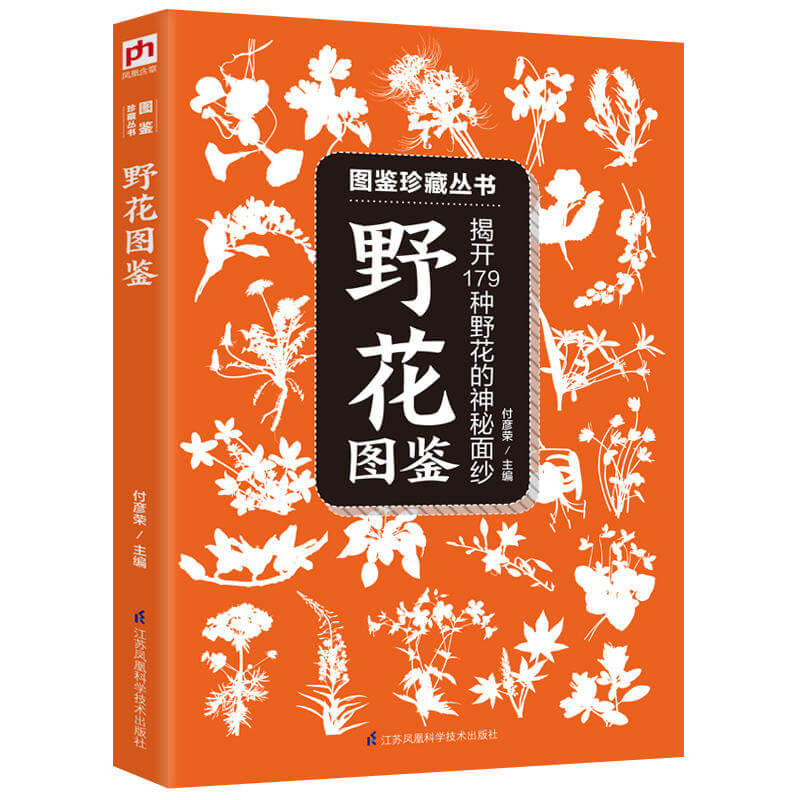 ph
凤凰含章
图鉴
珍藏丛书
野花图鉴
付彦荣/主编
江苏凤凰科学技术出版社
图鉴珍藏丛书
野花
图鉴
揭开179种野花的神秘面纱
付彦荣/主编
江苏凤凰科学技术出版社